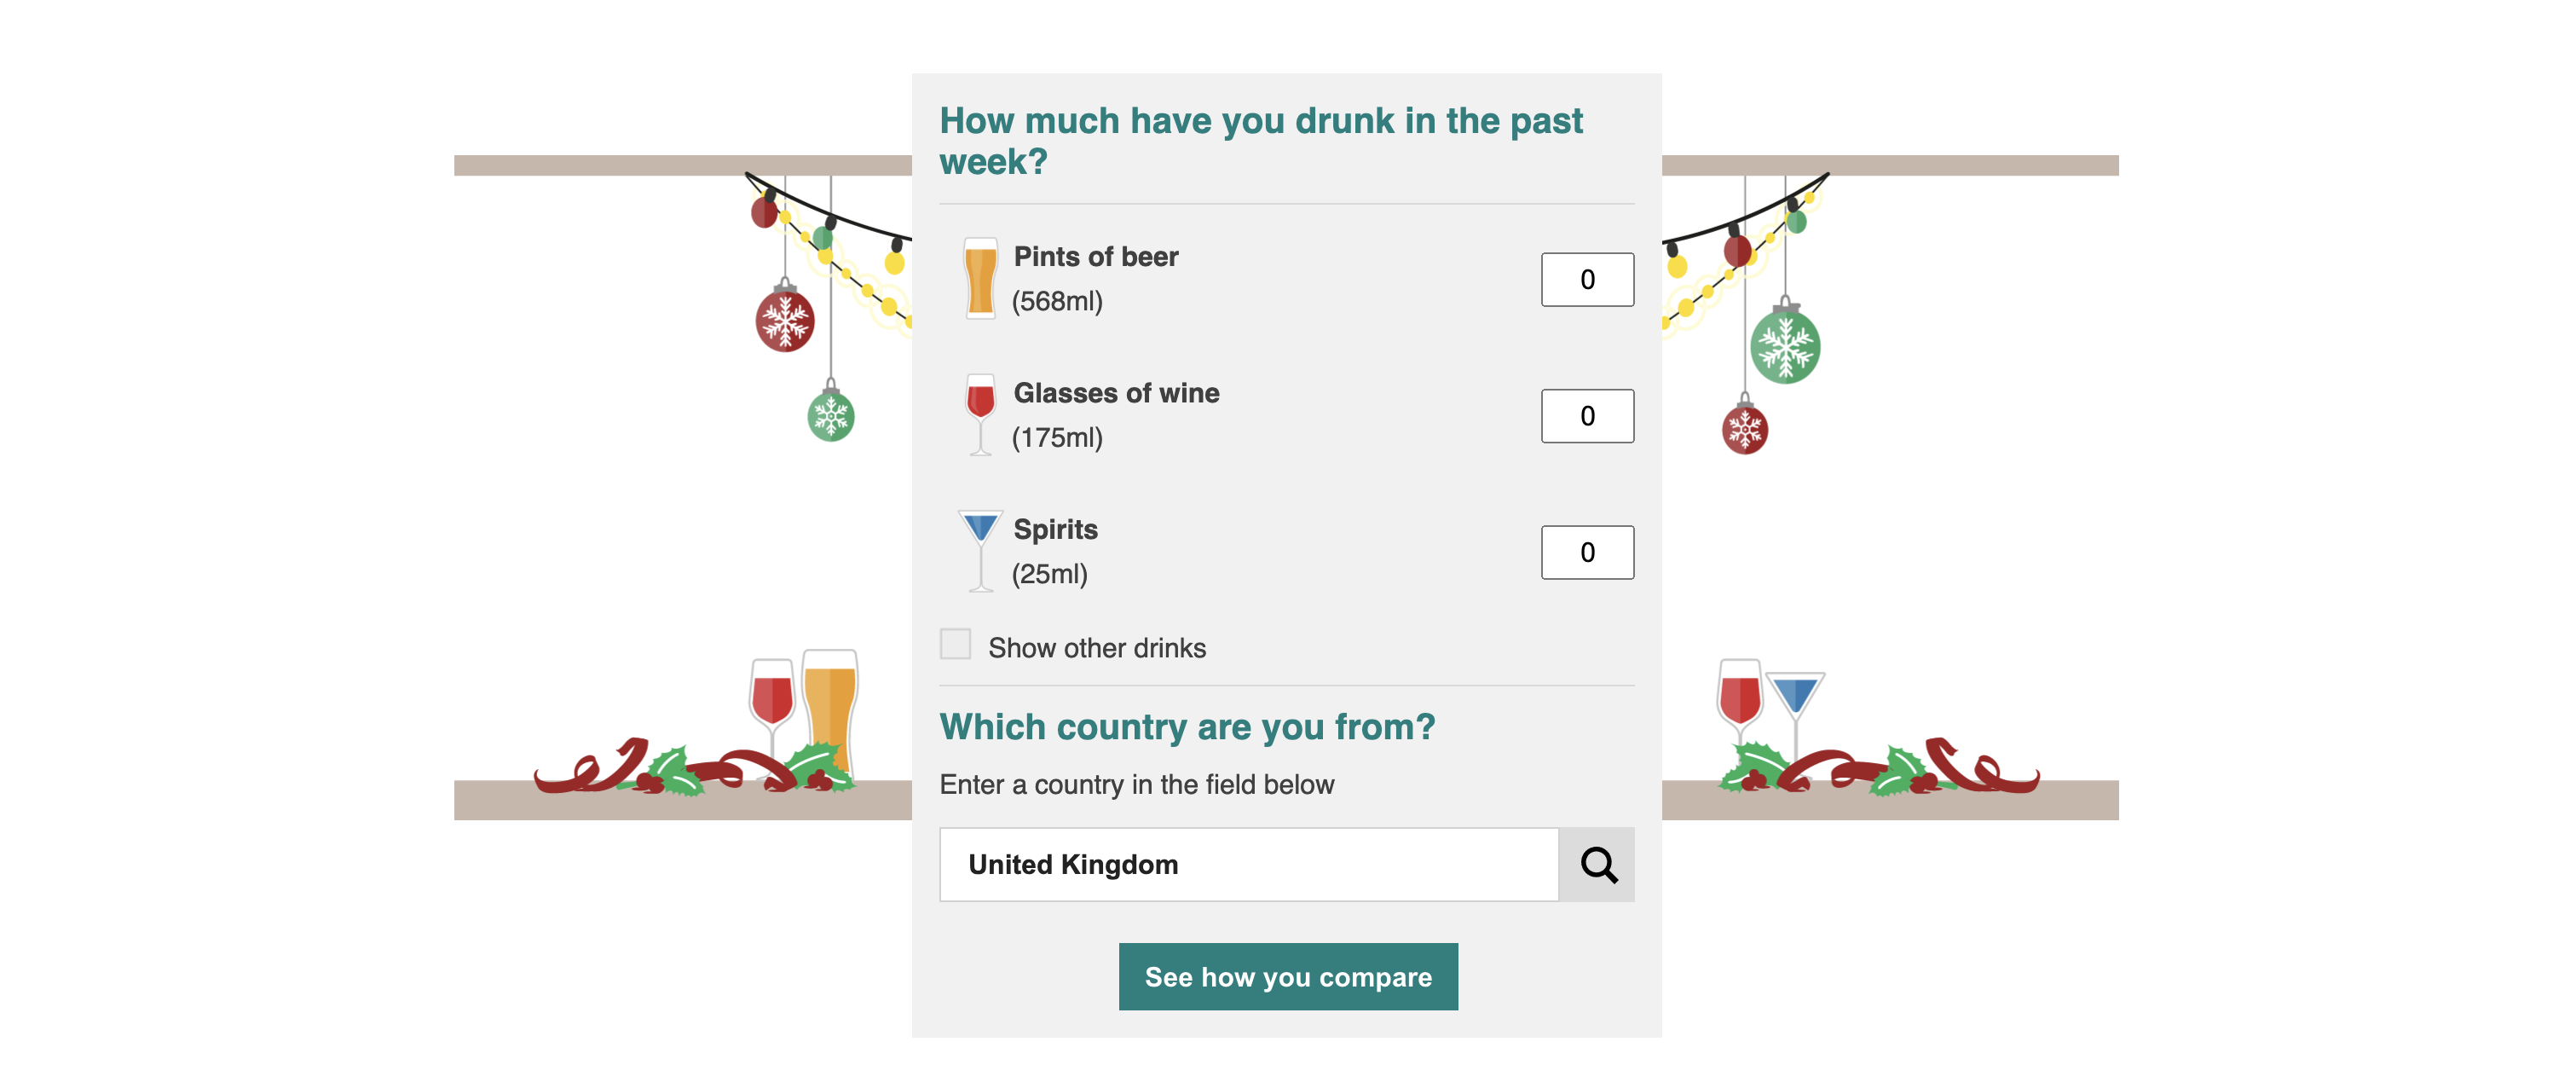 How much have you drunk in the past
week?
Pints of beer
(568ml)
0
Glasses of wine
(175ml)
0
Spirits
(25ml)
0
Show other drinks
Which country are you from?
Enter a country in the field below
United Kingdom
See how you compare